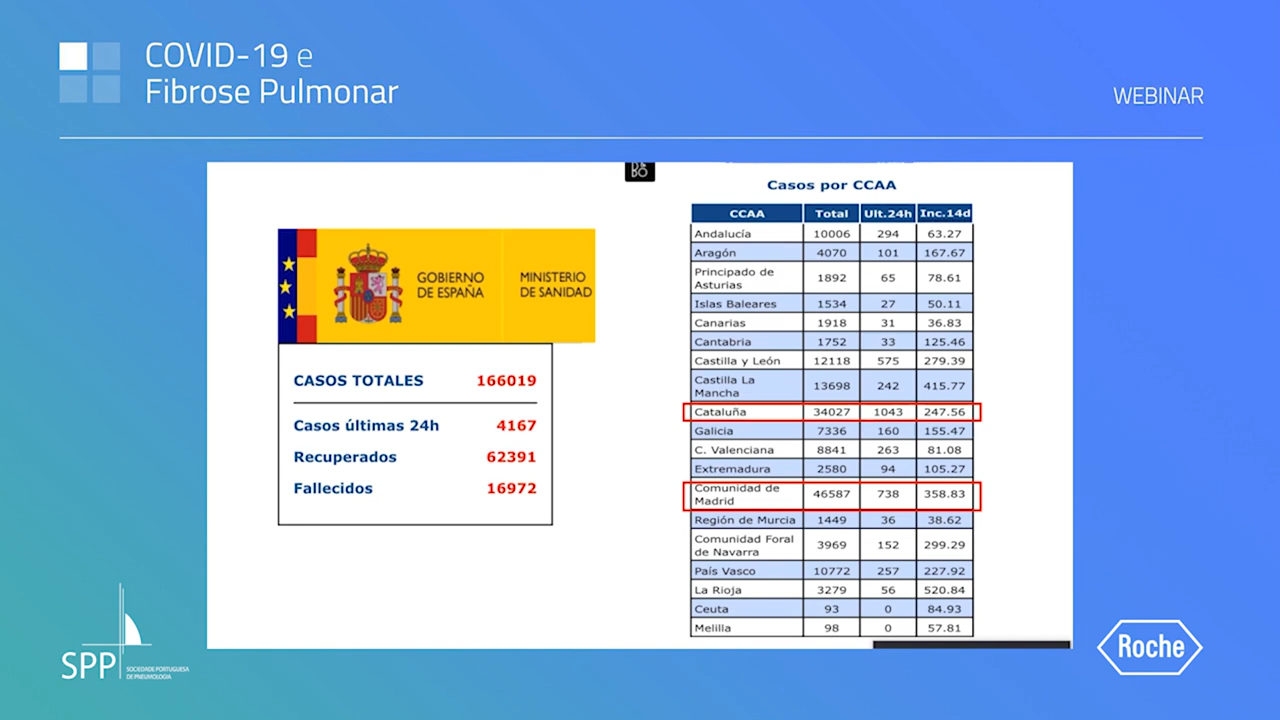 COVID-19 e
Fibrose Pulmonar
WEBINAR
GOBIERNO
DE ESPAÑA
MINISTERIO
DE SANIDAD
CASOS TOTALES 166019
Casos últimas 24h 4167
Recuperados 62391
Fallecidos 16972
Casos por CCAA
CCAA Total Ult.24h Inc.14d
Andalucía 10006 294 63.27
Aragón 4070 101 167.67
Principado de
Asturias 1892 65 78.61
Islas Baleares 1534 27 50.11
Canarias 1918 31 36.83
Cantabria 1752 33 125.46
Castilla y León 12118 575 279.39
Castilla La
Mancha 13698 242 415.77
Cataluña 34027 1043 247.56
Galicia 7336 160 155.47
C. Valenciana 8841 263 81.08
Extremadura 2580 94 105.27
Comunidad de
Madrid 46587 738 358.83
Región de Murcia 1449 36 38.62
Comunidad Foral
de Navarra 3969 152 299.29
País Vasco 10772 257 227.92
La Rioja 3279 56 520.84
Ceuta 93 0 84.93
Melilla 98 0 57.81
SPP
SOCIEDADE PORTUGUESA
DE PNEUMOLOGIA
Roche